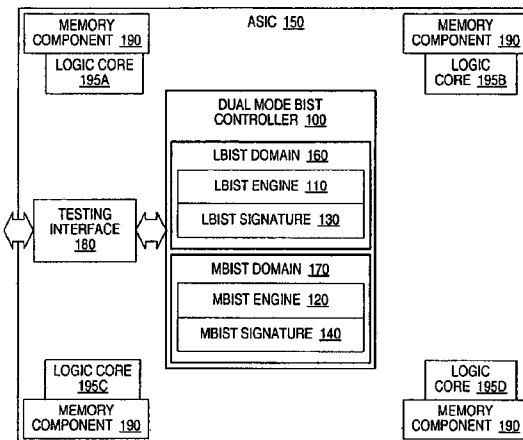 ASIC 150
MEMORY
COMPONENT 190
LOGIC CORE
195A
MEMORY
COMPONENT 190
LOGIC
CORE 195B
DUAL MODE BIST
CONTROLLER 100
LBIST DOMAIN 160
LBIST ENGINE 110
LBIST SIGNATURE 130
TESTING
INTERFACE
180
MBIST DOMAIN 170
MBIST ENGINE 120
MBIST SIGNATURE 140
LOGIC CORE
195C
MEMORY
COMPONENT 190
LOGIC
CORE 195D
MEMORY
COMPONENT 190